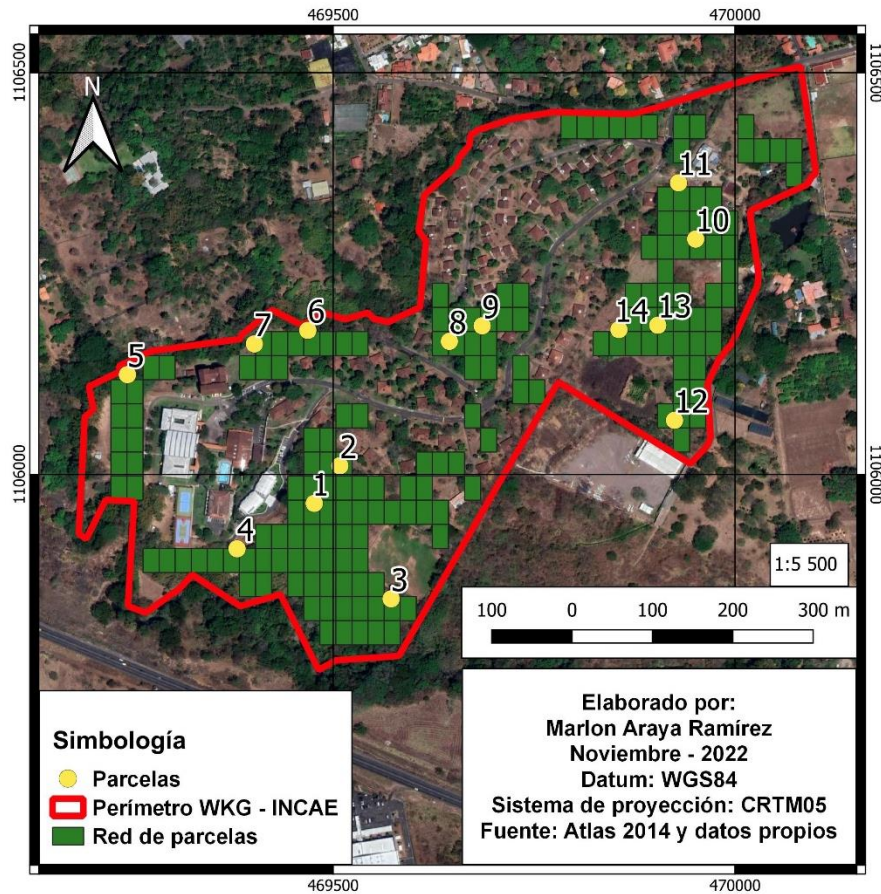 469500
470000
1106500
1106500
N
11
10
9
8
14
13
6
7
5
12
2
1
4
3
1106000
1106000
1:5 500
100 0 100 200 300 m
Simbología
Parcelas
Perímetro WKG - INCAE
Red de parcelas
Elaborado por:
Marlon Araya Ramírez
Noviembre - 2022
Datum: WGS84
Sistema de proyección: CRTM05
Fuente: Atlas 2014 y datos propios
469500
470000